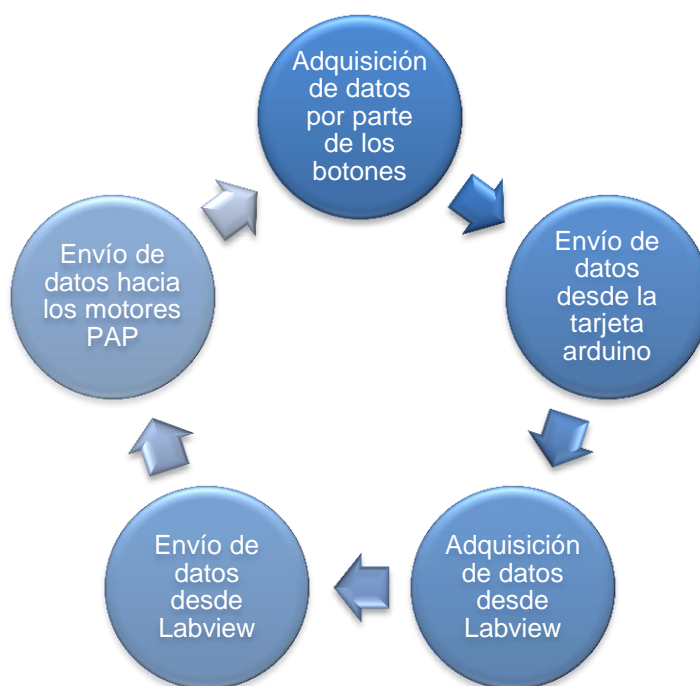 Adquisición
de datos
por parte
de los
botones
Envío de
datos
desde la
tarjeta
arduino
Adquisición
de datos
desde
Labview
Envío de
datos
desde
Labview
Envío de
datos hacia
los motores
PAP